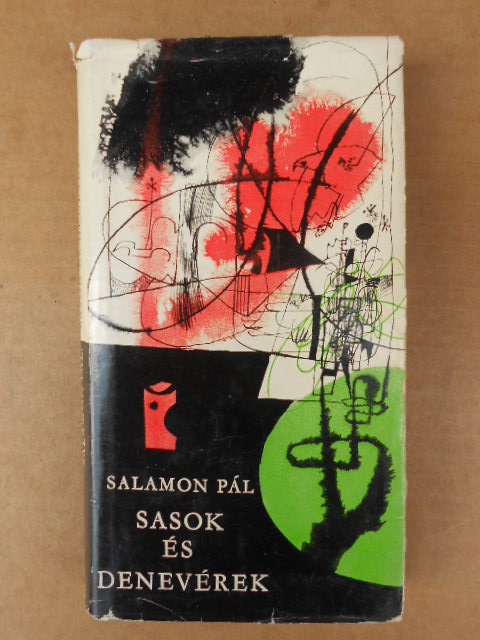 SALAMON PÁL
SASOK
ÉS
DENEVÉREK